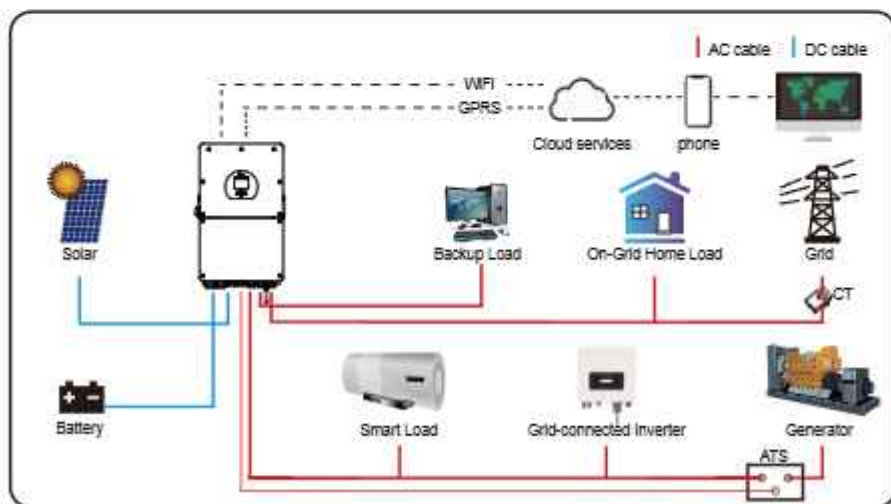 AC cable
DC cable
WIFI
GPRS
Cloud services
phone
Solar
Backup Load
On-Grid Home Load
Grid
CT
Battery
Smart Load
Grid-connected Inverter
Generator
ATS